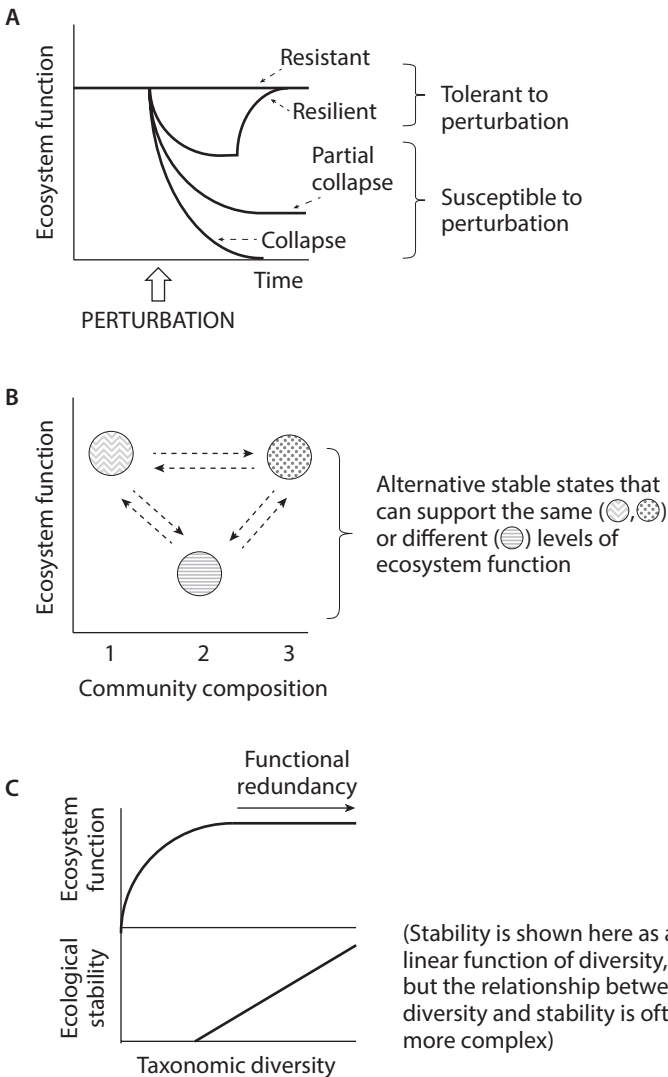 A
Ecosystem function
Resistant
Resilient
Partial
collapse
Collapse
Tolerant to
perturbation
Susceptible to
perturbation
Time
PERTURBATION
B
Ecosystem function
1 2 3
Community composition
Alternative stable states that
can support the same ( , )
or different ( ) levels of
ecosystem function
C
Functional
redundancy
Ecosystem
function
Ecological
stability
Taxonomic diversity
(Stability is shown here as a
linear function of diversity,
but the relationship
diversity and stability is
more complex)